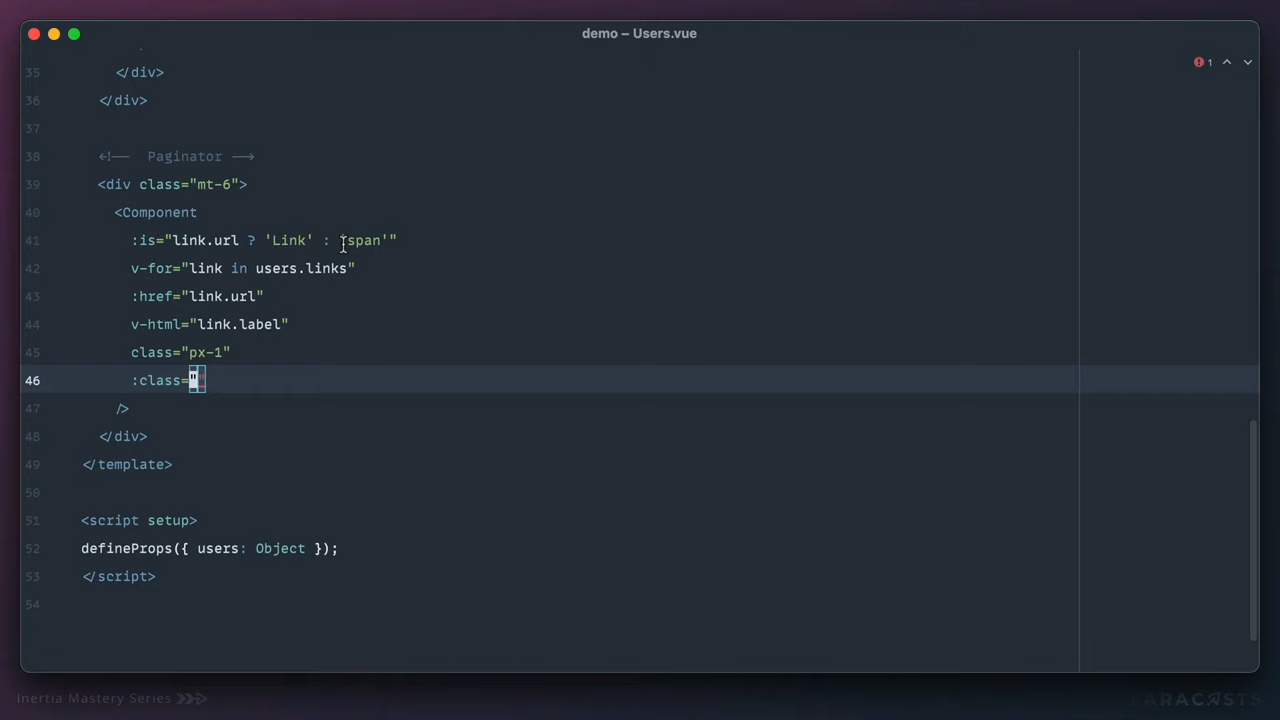 demo – Users.vue
1
35 </div>
36 </div>
37
38 <!-- Paginator -->
39 <div class="mt-6">
40 <Component
41 :is="link.url ? 'Link' : 'span'"
42 v-for="link in users.links"
43 :href="link.url"
44 v-html="link.label"
45 class="px-1"
46 :class=""
47 />
48 </div>
49 </template>
50
51 <script setup>
52 defineProps({ users: Object });
53 </script>
54
Inertia Mastery Series
LARACASTS